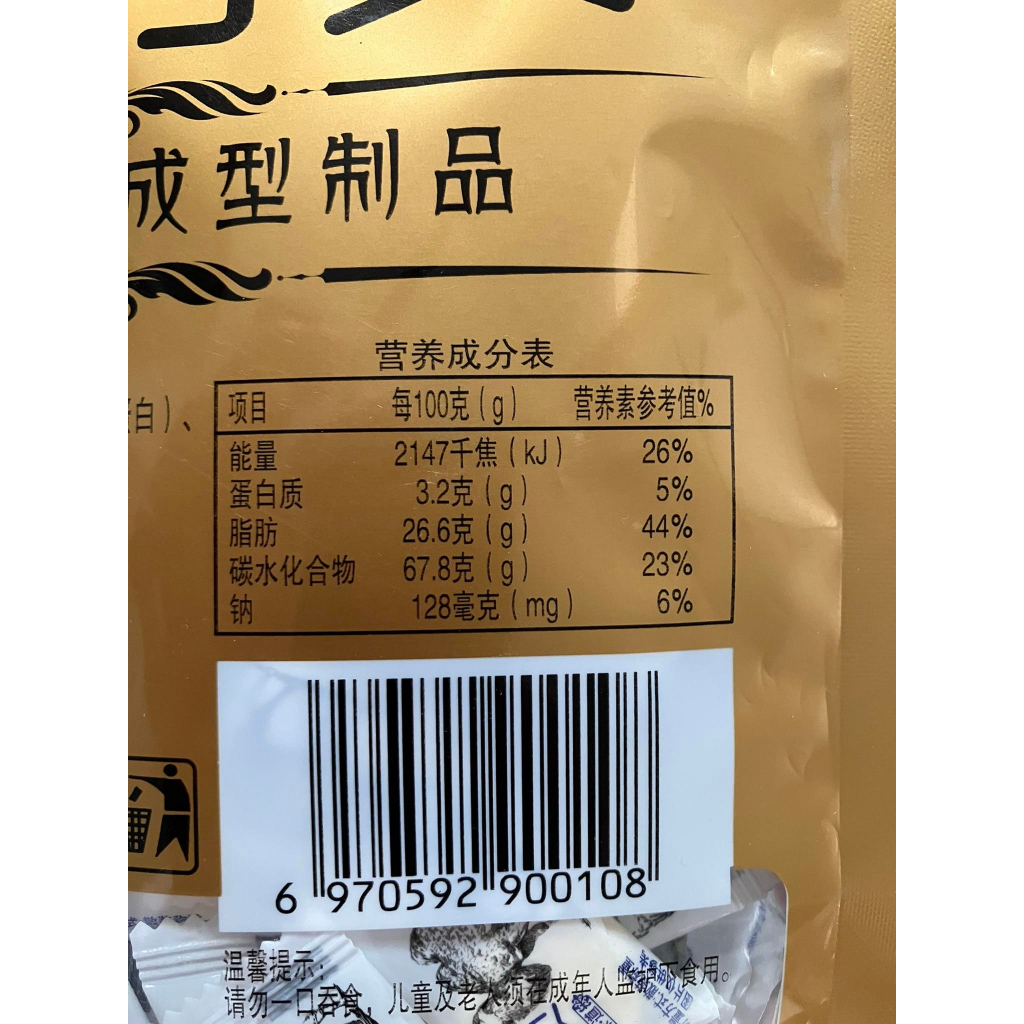 成型制品
营养成分表
白）、
项目 每100克(g) 营养素参考值%
能量 2147千焦(kJ) 26%
蛋白质 3.2克(g) 5%
脂肪 26.6克(g) 44%
碳水化合物 67.8克(g) 23%
钠 128毫克(mg) 6%
6 970592 900108
温馨提示：
请勿一口吞食，儿童及老人须在成年人监护下食用。